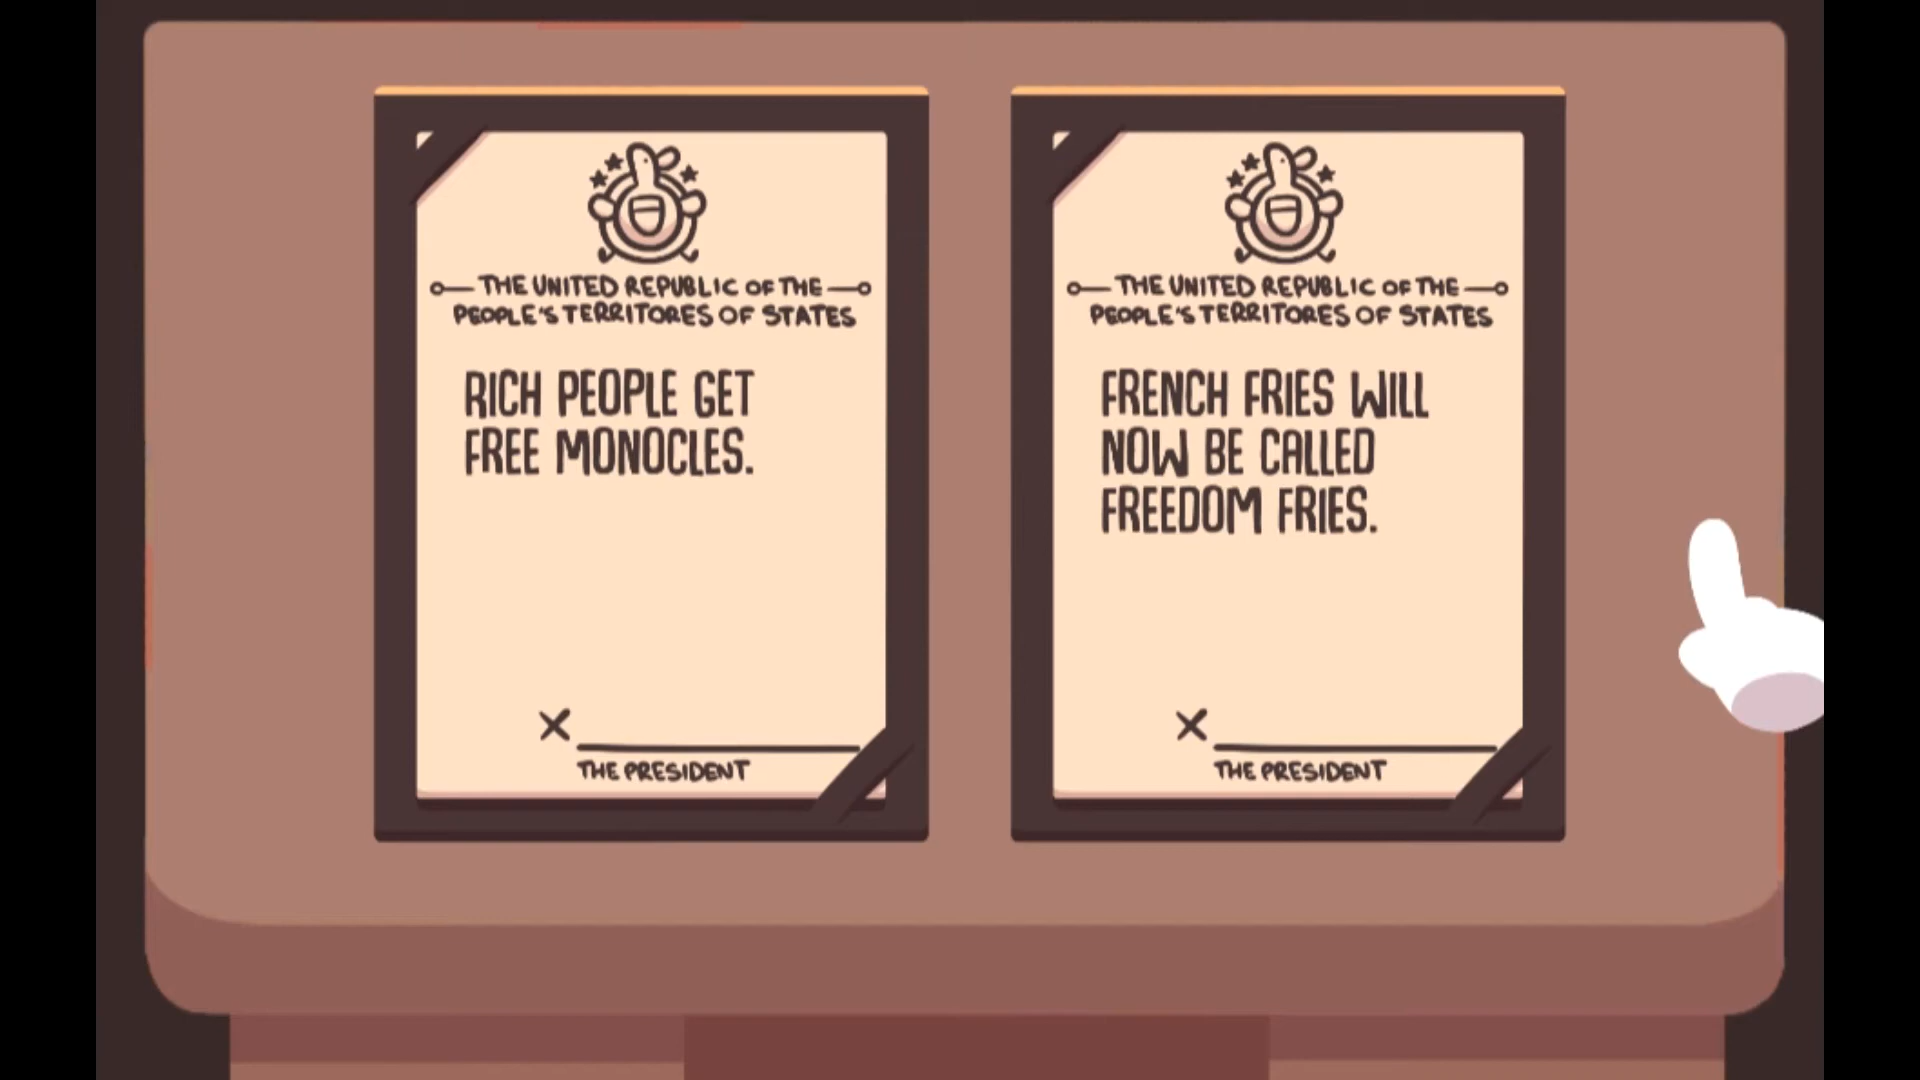 THE UNITED REPUBLIC OF THE
PEOPLE'S TERRITORES OF STATES
RICH PEOPLE GET
FREE MONOCLES.
X
THE PRESIDENT
THE UNITED REPUBLIC OF THE
PEOPLE'S TERRITORES OF STATES
FRENCH FRIES WILL
NOW BE CALLED
FREEDOM FRIES.
X
THE PRESIDENT